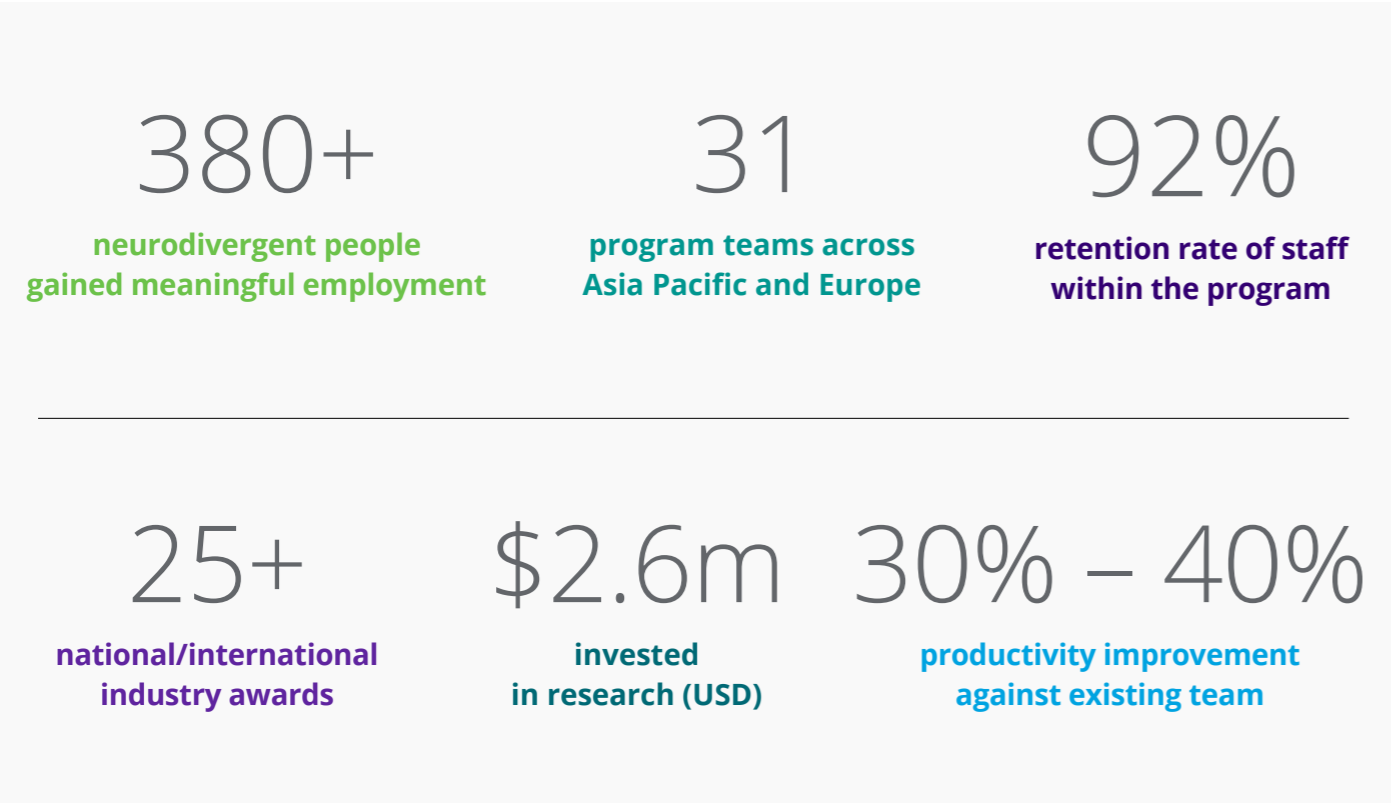 380+
neurodivergent people
gained meaningful employment
31
program teams across
Asia Pacific and Europe
92%
retention rate of staff
within the program
25+
national/international
industry awards
$2.6m
invested
in research (USD)
30% – 40%
productivity improvement
against existing team